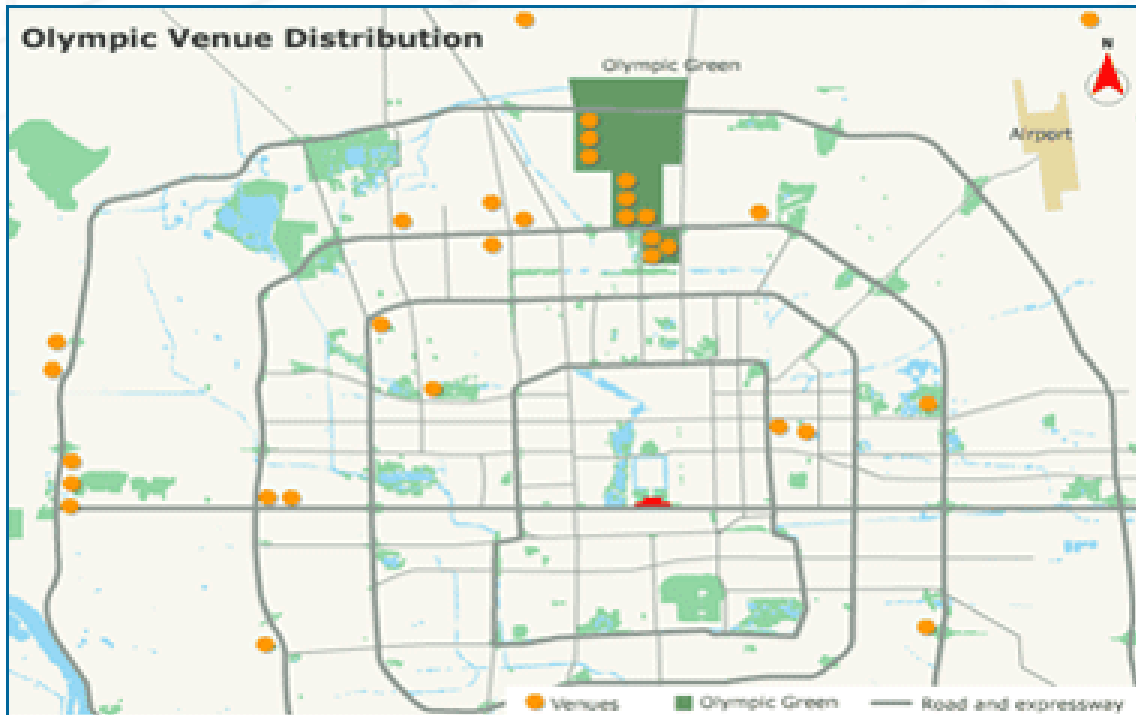 Olympic Venue Distribution
Olympic Green
N
Airport
Venues
Olympic Green
Road and expressway